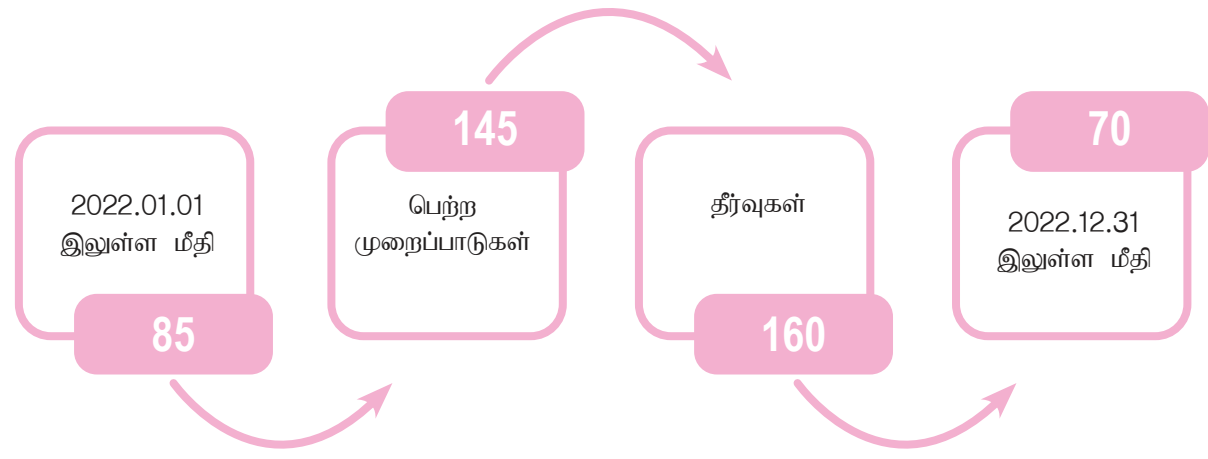 2022.01.01
இலுள்ள மீதி
85
145
பெற்ற
முறைப்பாடுகள்
தீர்வுகள்
160
70
2022.12.31
இலுள்ள மீதி